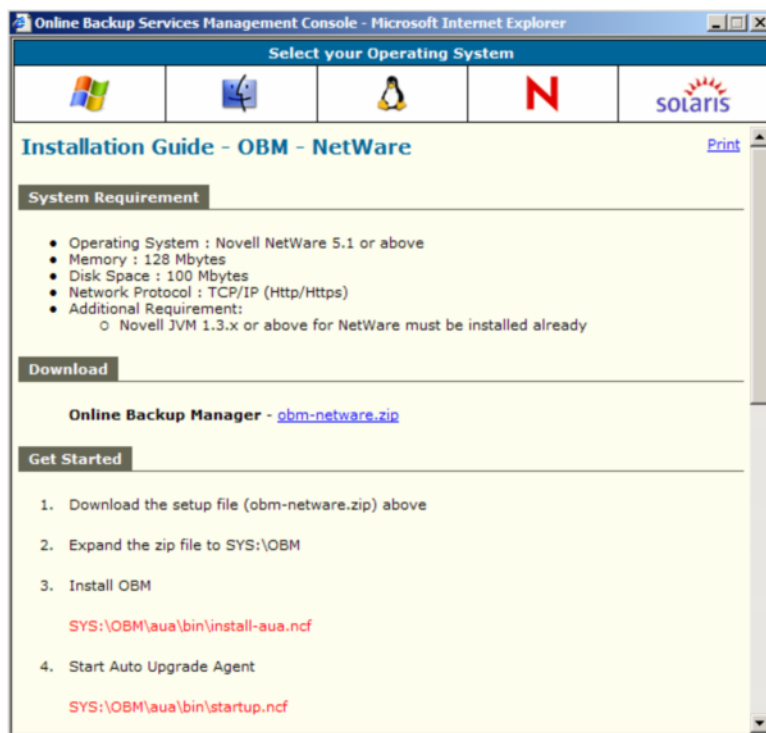 Online Backup Services Management Console - Microsoft Internet Explorer
Select your Operating System
N
solaris
Installation Guide - OBM - NetWare
Print
System Requirement
• Operating System : Novell NetWare 5.1 or above
• Memory : 128 Mbytes
• Disk Space : 100 Mbytes
• Network Protocol : TCP/IP (Http/Https)
• Additional Requirement:
o Novell JVM 1.3.x or above for NetWare must be installed already
Download
Online Backup Manager - obm-netware.zip
Get Started
1. Download the setup file (obm-netware.zip) above
2. Expand the zip file to SYS:\OBM
3. Install OBM
SYS:\OBM\aua\bin\install-aua.ncf
4. Start Auto Upgrade Agent
SYS:\OBM\aua\bin\startup.ncf